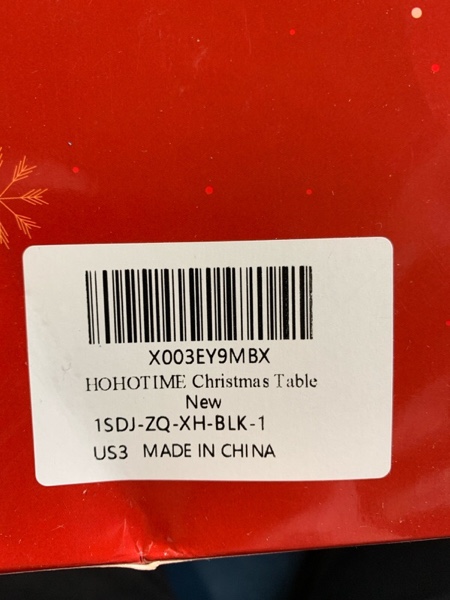 X003EY9MBX
HOHOTIME Christmas Table
New
1SDJ-ZQ-XH-BLK-1
US3 MADE IN CHINA